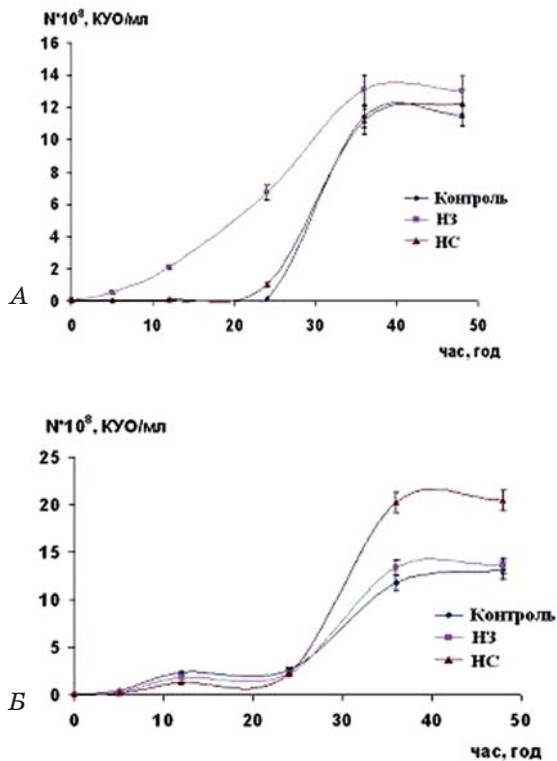 N*10⁸, КУО/мл
16
14
12
10
8
6
4
2
0
Контроль
НЗ
НС
0 10 20 30 40 50
час, год
А
N*10⁸, КУО/мл
25
20
15
10
5
0
Контроль
НЗ
НС
0 10 20 30 40 50
час, год
Б